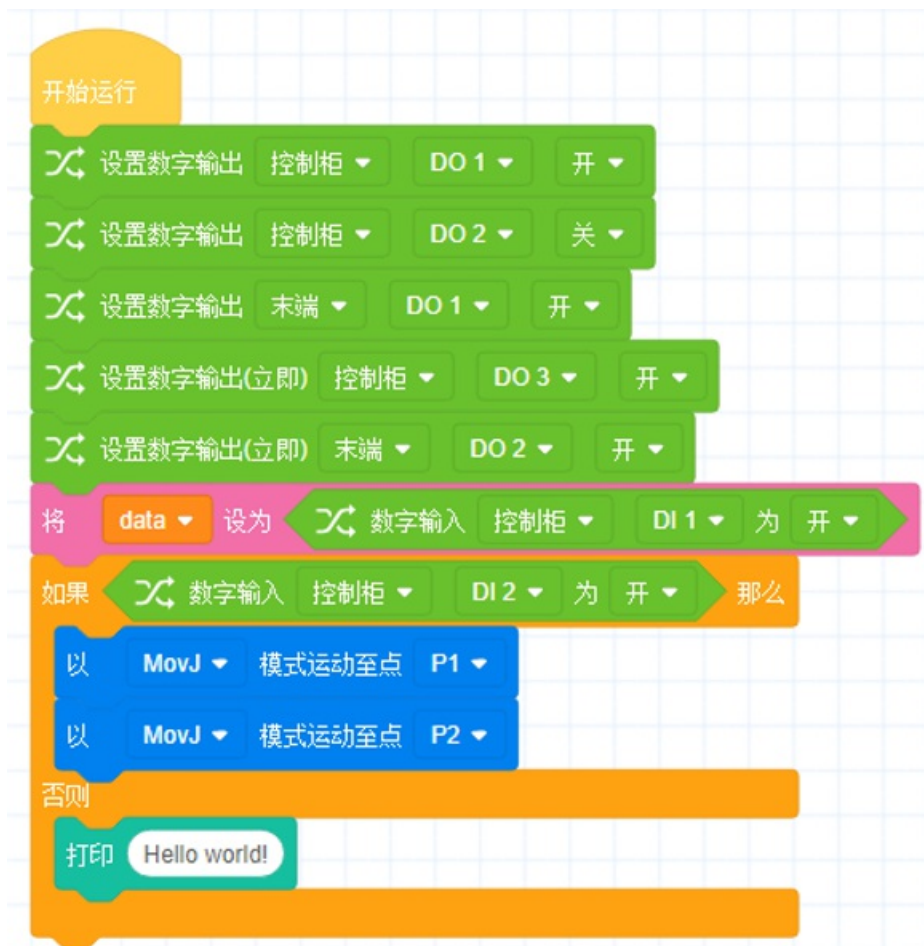 开始运行
设置数字输出 控制柜 DO 1 开
设置数字输出 控制柜 DO 2 关
设置数字输出 末端 DO 1 开
设置数字输出(立即) 控制柜 DO 3 开
设置数字输出(立即) 末端 DO 2 开
将 data 设为 数字输入 控制柜 DI 1 为 开
如果 数字输入 控制柜 DI 2 为 开 那么
以 MovJ 模式运动至点 P1
以 MovJ 模式运动至点 P2
否则
打印 Hello world!